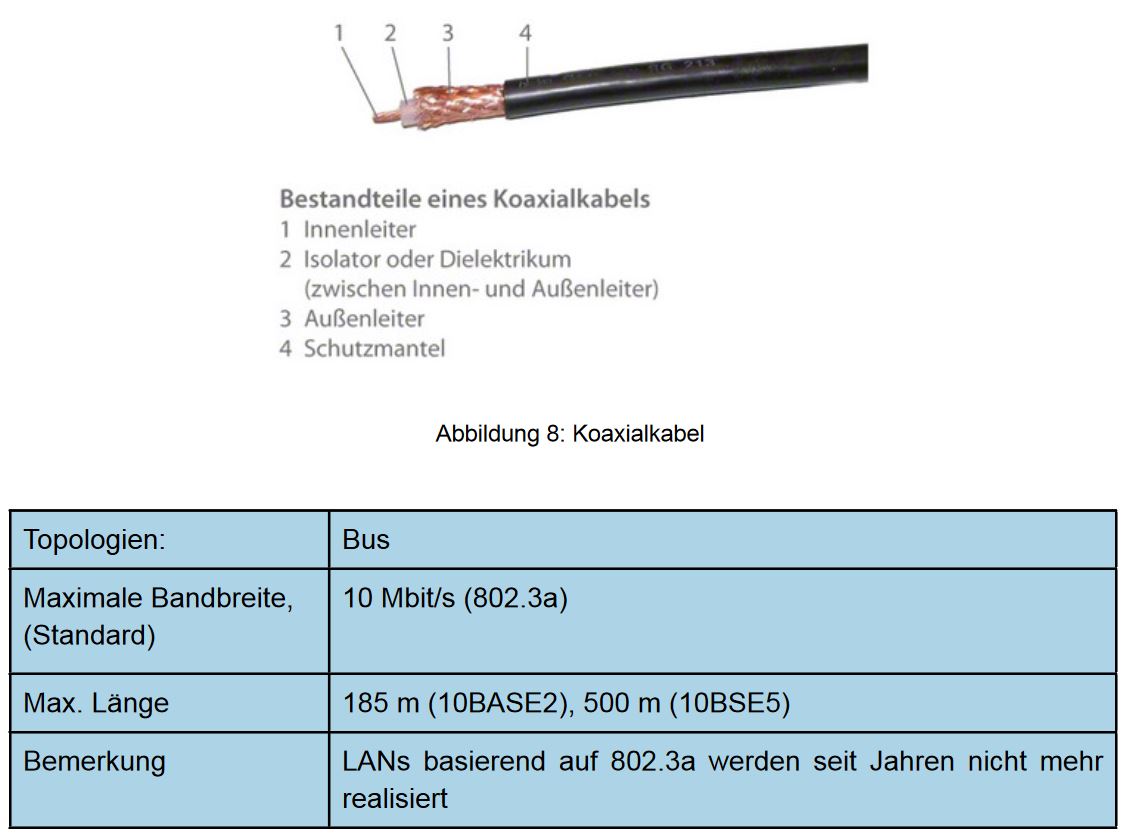 1 2 3 4
Bestandteile eines Koaxialkabels
1 Innenleiter
2 Isolator oder Dielektrikum
(zwischen Innen- und Außenleiter)
3 Außenleiter
4 Schutzmantel
Abbildung 8: Koaxialkabel
Topologien: Bus
Maximale Bandbreite, 10 Mbit/s (802.3a)
(Standard)
Max. Länge 185 m (10BASE2), 500 m (10BSE5)
Bemerkung LANs basierend auf 802.3a werden seit Jahren nicht mehr
realisiert